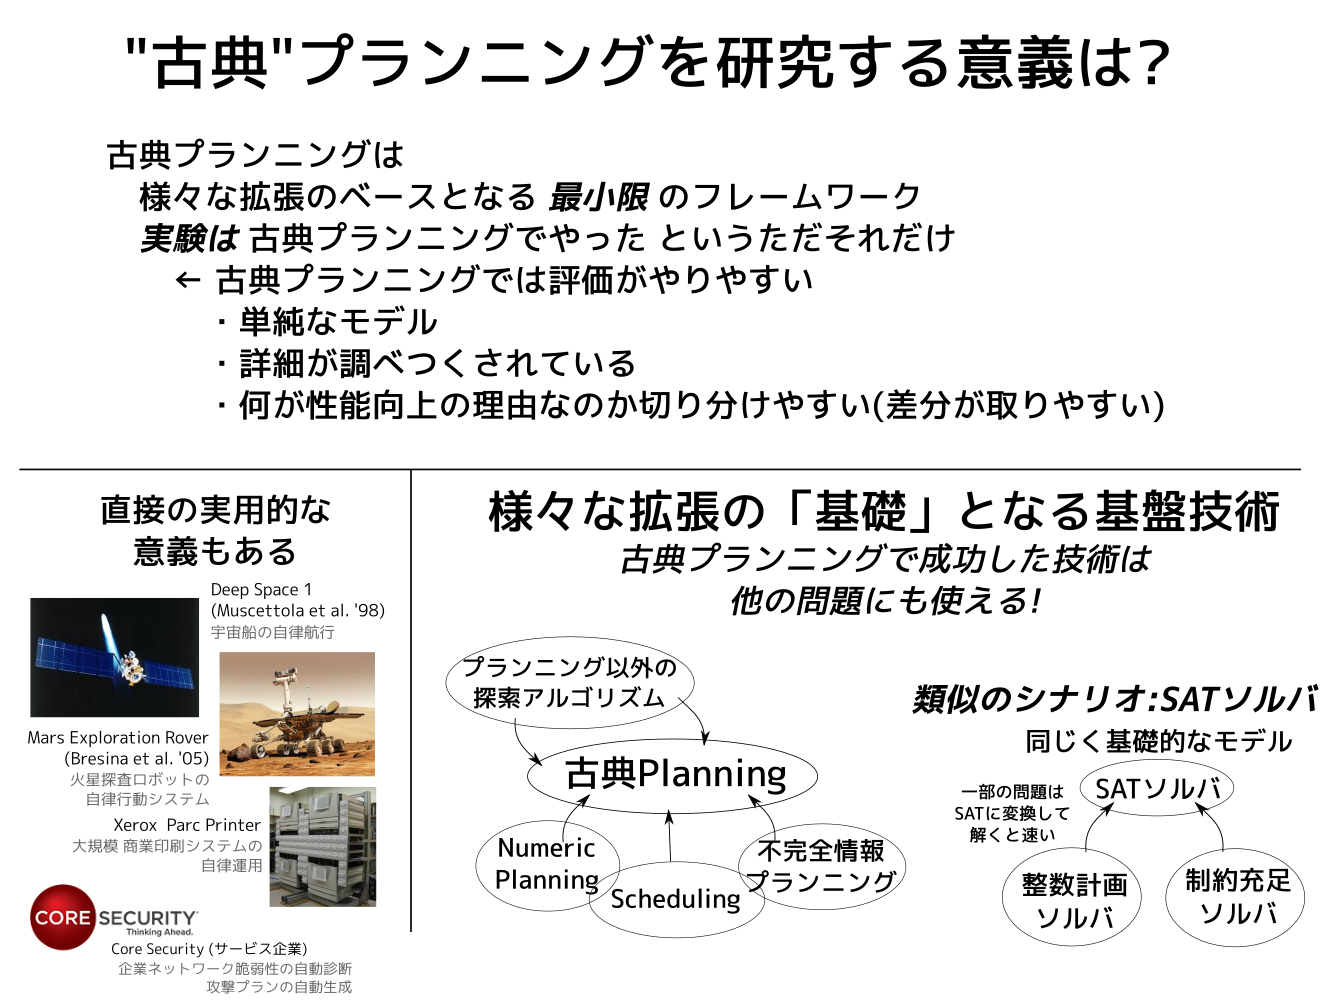 "古典"プランニングを研究する意義は?
古典プランニングは
様々な拡張のベースとなる 最小限 のフレームワーク
実験は 古典プランニングでやった というただそれだけ
← 古典プランニングでは評価がやりやすい
・単純なモデル
・詳細が調べつくされている
・何が性能向上の理由なのか切り分けやすい(差分が取りやすい)
直接の実用的な
意義もある
Deep Space 1
(Muscettola et al. '98)
宇宙船の自律航行
Mars Exploration Rover
(Bresina et al. '05)
火星探査ロボットの
自律行動システム
Xerox Parc Printer
大規模 商業印刷システムの
自律運用
CORE SECURITY
Thinking Ahead.
Core Security (サービス企業)
企業ネットワーク脆弱性の自動診断
攻撃プランの自動生成
様々な拡張の「基礎」となる基盤技術
古典プランニングで成功した技術は
他の問題にも使える!
プランニング以外の
探索アルゴリズム
古典Planning
Numeric
Planning
Scheduling
不完全情報
プランニング
類似のシナリオ:SATソルバ
同じく基礎的なモデル
SATソルバ
一部の問題は
SATに変換して
解くと速い
整数計画
ソルバ
制約充足
ソルバ